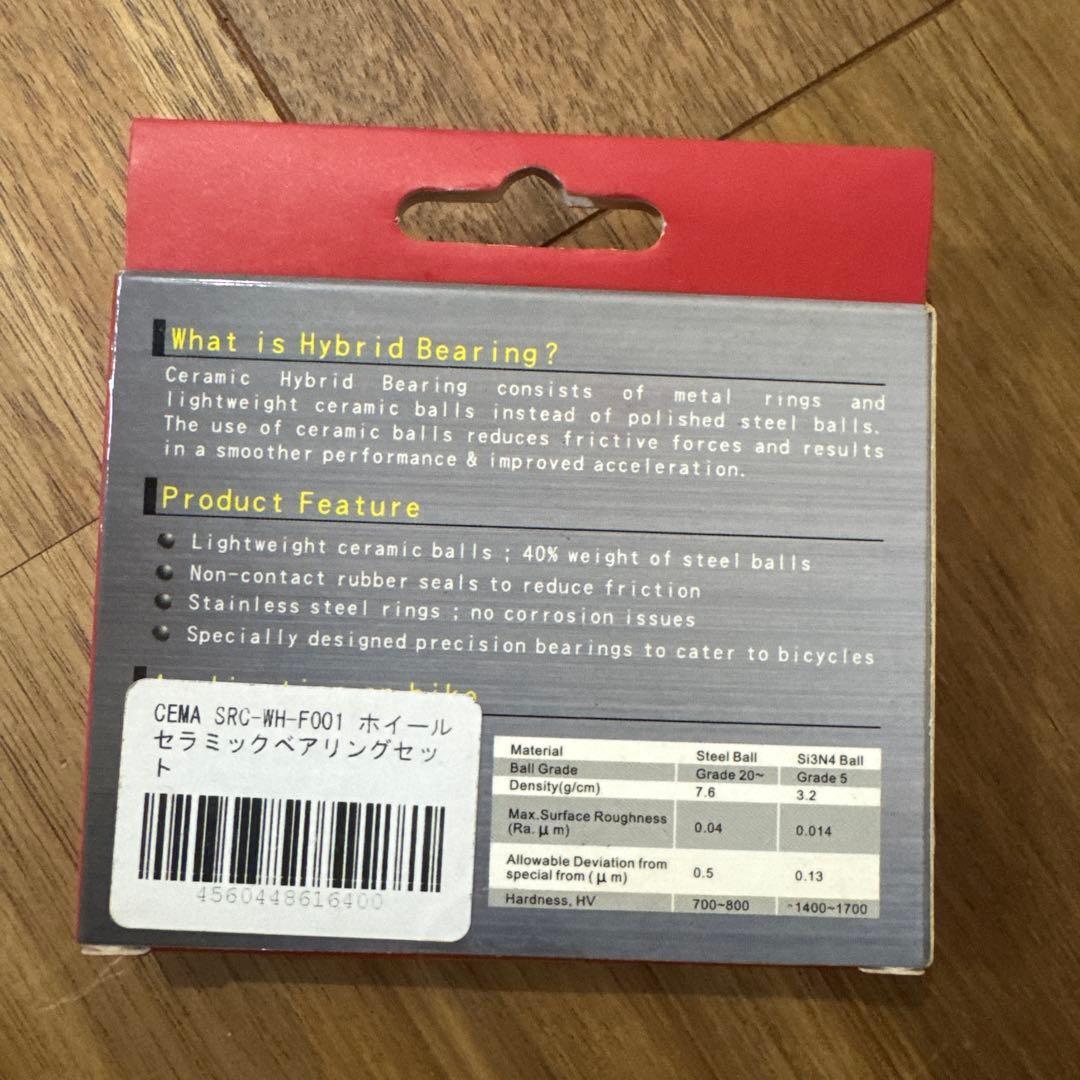 What is Hybrid Bearing?
Ceramic Hybrid Bearing consists of metal rings and
lightweight ceramic balls instead of polished steel balls.
The use of ceramic balls reduces frictive forces and results
in a smoother performance & improved acceleration.
Product Feature
Lightweight ceramic balls ; 40% weight of steel balls
Non-contact rubber seals to reduce friction
Stainless steel rings ; no corrosion issues
Specially designed precision bearings to cater to bicycles
bike
CEMA SRC-WH-F001 ホイール
セラミックベアリングセッ
ト
4560448616400
Material Steel Ball Si3N4 Ball
Ball Grade Grade 20~ Grade 5
Density(g/cm) 7.6 3.2
Max.Surface Roughness
(Ra. μm) 0.04 0.014
Allowable Deviation from
special from ( μm) 0.5 0.13
Hardness, HV 700~800 ~1400~1700